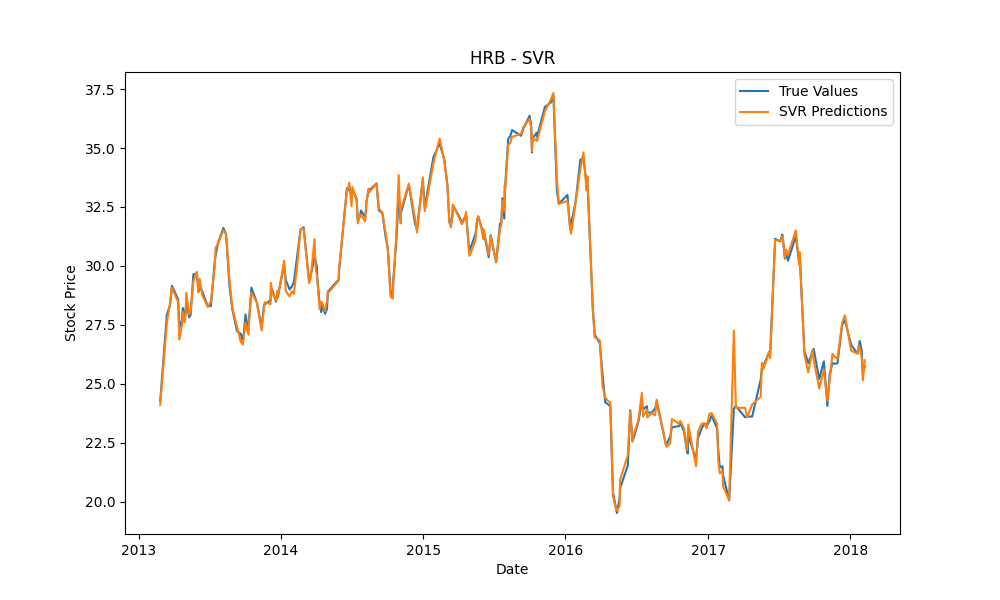 HRB - SVR
True Values
SVR Predictions
Stock Price
37.5
35.0
32.5
30.0
27.5
25.0
22.5
20.0
2013 2014 2015 2016 2017 2018
Date